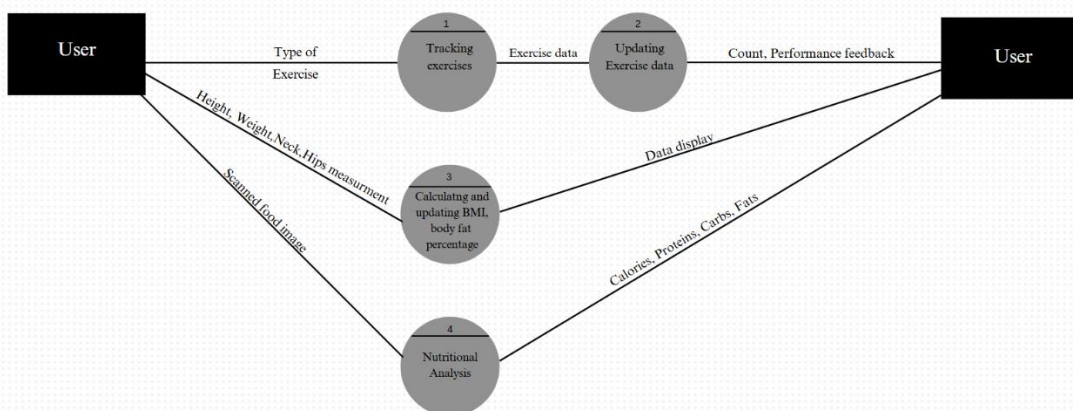 User
Type of
Exercise
1
Tracking
exercises
Exercise data
2
Updating
Exercise data
Count, Performance feedback
User
Height, Weight,Neck,Hips measurment
3
Calculatng and
updating BMI,
body fat
percentage
Data display
Scanned food image
4
Nutritional
Analysis
Calories, Proteins, Carbs, Fats